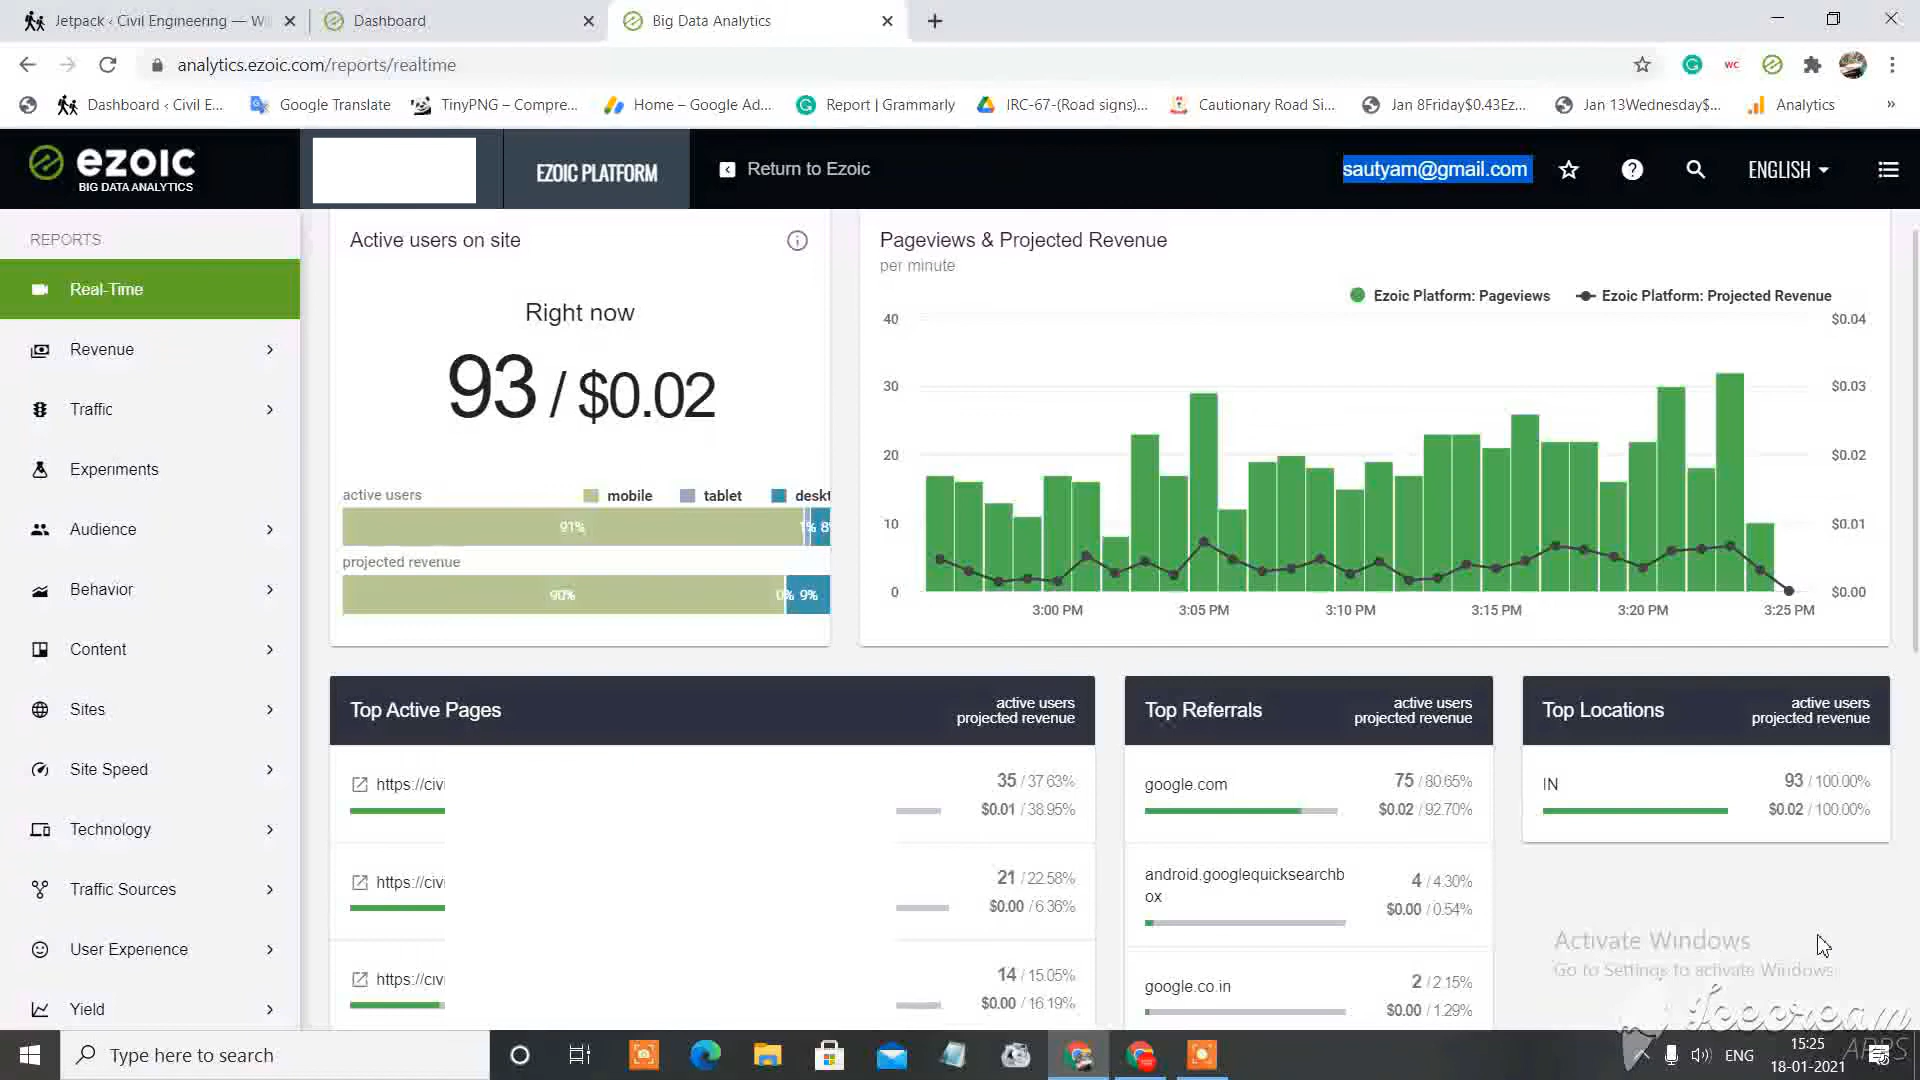 Jetpack ‹ Civil Engineering — W
Dashboard
Big Data Analytics
analytics.ezoic.com/reports/realtime
Dashboard ‹ Civil E...
Google Translate
TinyPNG – Compre...
Home – Google Ad...
Report | Grammarly
IRC-67-(Road signs)...
Cautionary Road Si...
Jan 8Friday$0.43Ez...
Jan 13Wednesday$...
Analytics
»
ezoic
BIG DATA ANALYTICS
EZOIC PLATFORM
Return to Ezoic
sautyam@gmail.com
ENGLISH
REPORTS
Real-Time
Revenue
Traffic
Experiments
Audience
Behavior
Content
Sites
Site Speed
Technology
Traffic Sources
User Experience
Yield
Active users on site
Right now
93 / $0.02
active users
mobile
tablet
deskt
91%
1%
8%
projected revenue
90%
0%
9%
Pageviews & Projected Revenue
per minute
Ezoic Platform: Pageviews
Ezoic Platform: Projected Revenue
40
$0.04
30
$0.03
20
$0.02
10
$0.01
0
$0.00
3:00 PM
3:05 PM
3:10 PM
3:15 PM
3:20 PM
3:25 PM
Top Active Pages
active users
projected revenue
https://civi
35 / 37.63%
$0.01 / 38.95%
https://civi
21 / 22.58%
$0.00 / 6.36%
https://civi
14 / 15.05%
$0.00 / 16.19%
Top Referrals
active users
projected revenue
google.com
75 / 80.65%
$0.02 / 92.70%
android.googlequicksearchb
ox
4 / 4.30%
$0.00 / 0.54%
google.co.in
2 / 2.15%
$0.00 / 1.29%
Top Locations
active users
projected revenue
IN
93 / 100.00%
$0.02 / 100.00%
Activate Windows
Go to Settings to activate Windows.
Icecream
APPS
Type here to search
ENG
15:25
18-01-2021